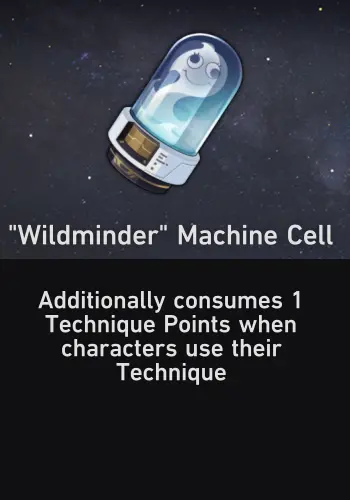 "Wildminder" Machine Cell
Additionally consumes 1
Technique Points when
characters use their
Technique